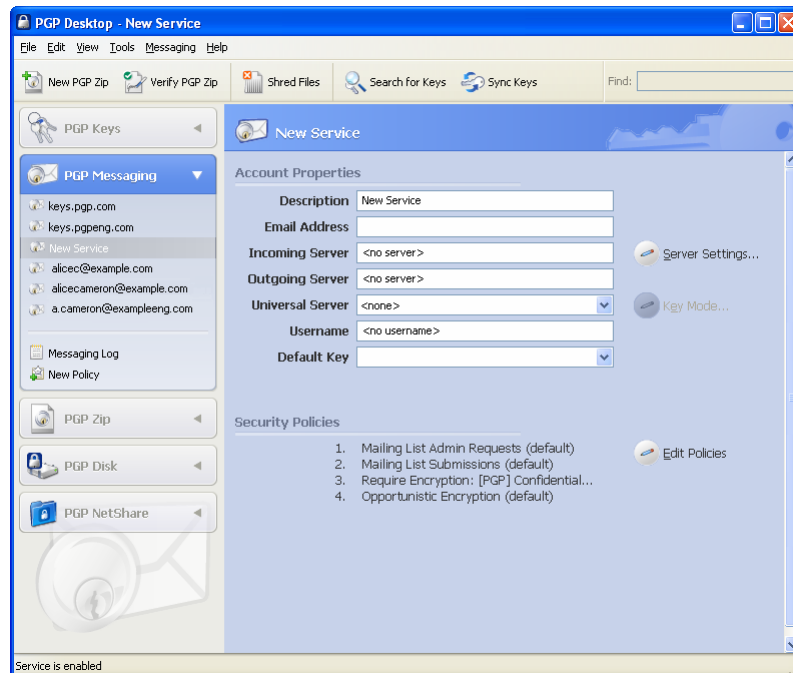 PGP Desktop - New Service
File Edit View Tools Messaging Help
New PGP Zip Verify PGP Zip Shred Files Search for Keys Sync Keys Find:
PGP Keys
PGP Messaging
keys.pgp.com
keys.pgpeng.com
New Service
alicec@example.com
alicecameron@example.com
a.cameron@exampleeng.com
Messaging Log
New Policy
PGP Zip
PGP Disk
PGP NetShare
New Service
Account Properties
Description New Service
Email Address
Incoming Server <no server> Server Settings...
Outgoing Server <no server>
Universal Server <none> Key Mode...
Username <no username>
Default Key
Security Policies
1. Mailing List Admin Requests (default) Edit Policies
2. Mailing List Submissions (default)
3. Require Encryption: [PGP] Confidential...
4. Opportunistic Encryption (default)
Service is enabled